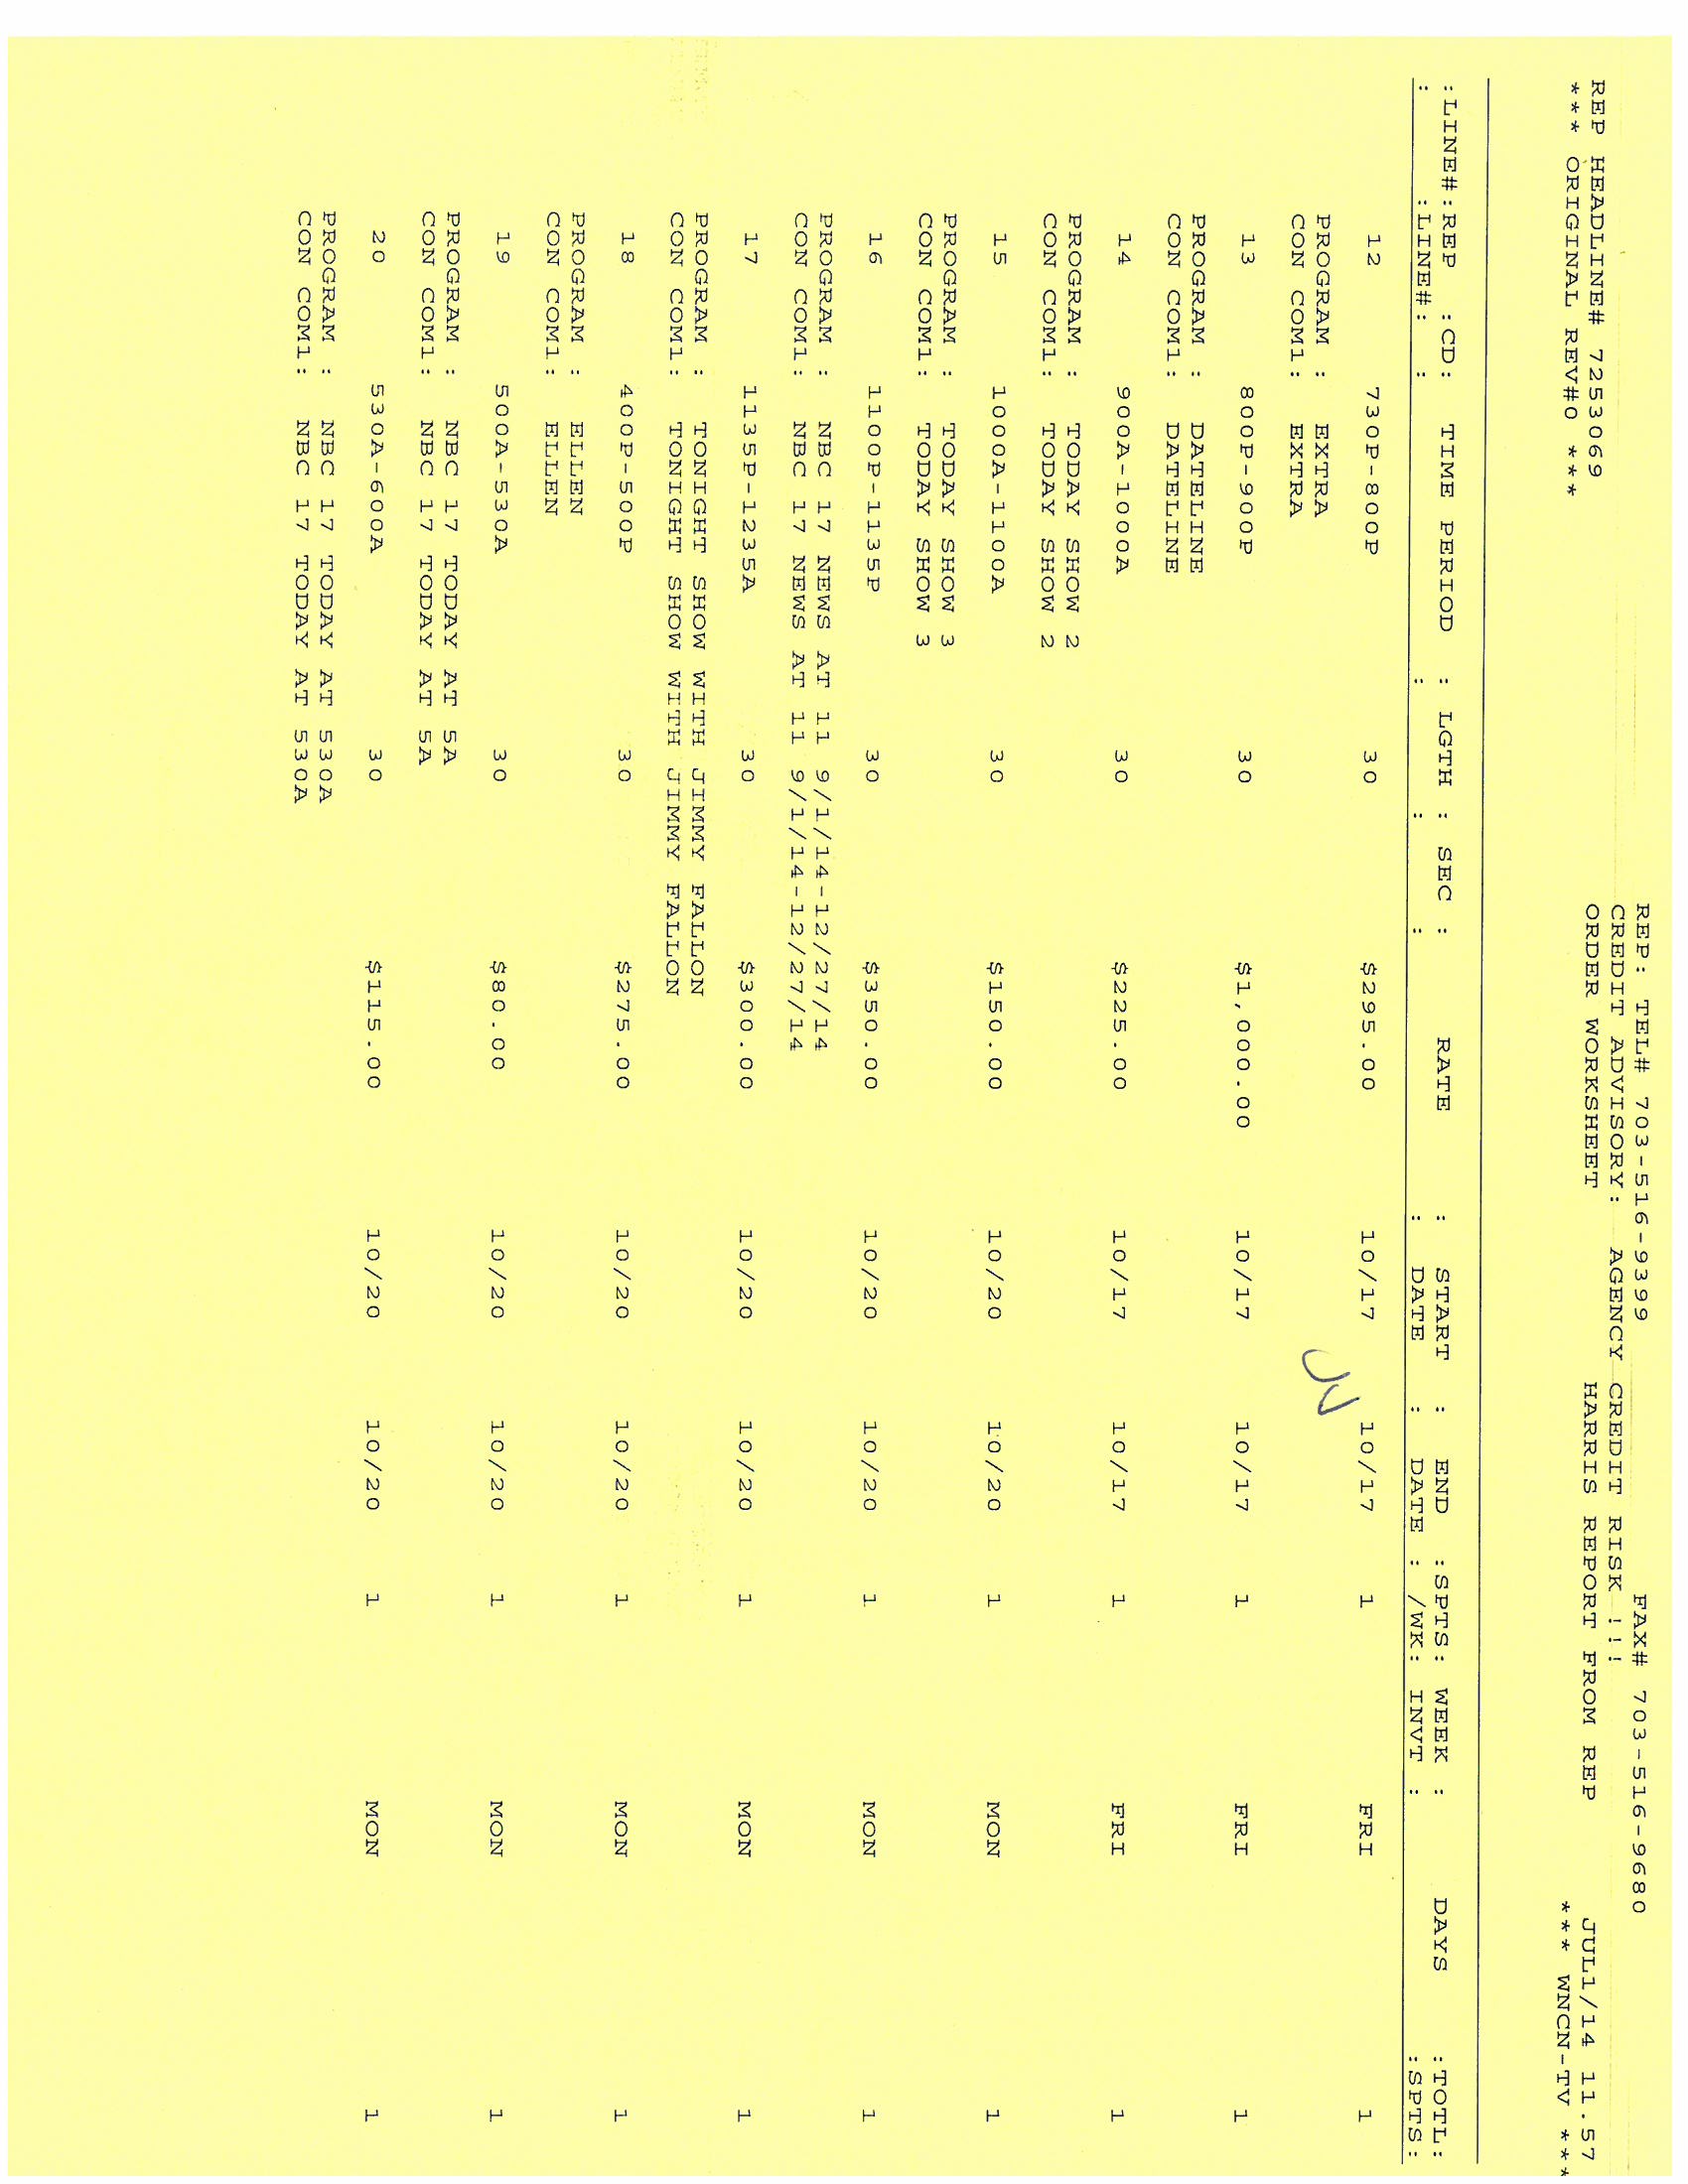 REP: TEL# 703-516-9399 FAX# 703-516-9680
CREDIT ADVISORY: AGENCY CREDIT RISK !!!
REP HEADLINE# 7253069 ORDER WORKSHEET HARRIS REPORT FROM REP JUL1/14 11.57
*** ORIGINAL REV#0 *** *** WNCN-TV ***
:LINE#:REP :CD: TIME PERIOD : LGTH : SEC : RATE : START : END :SPTS: WEEK : DAYS :TOTL:
: :LINE#: : : : : : DATE : DATE : /WK: INVT : :SPTS:
12 730P-800P 30 $295.00 10/17 10/17 1 FRI 1
PROGRAM : EXTRA
CON COM1: EXTRA
JV
13 800P-900P 30 $1,000.00 10/17 10/17 1 FRI 1
PROGRAM : DATELINE
CON COM1: DATELINE
14 900A-1000A 30 $225.00 10/17 10/17 1 FRI 1
PROGRAM : TODAY SHOW 2
CON COM1: TODAY SHOW 2
15 1000A-1100A 30 $150.00 10/20 10/20 1 MON 1
PROGRAM : TODAY SHOW 3
CON COM1: TODAY SHOW 3
16 1100P-1135P 30 $350.00 10/20 10/20 1 MON 1
PROGRAM : NBC 17 NEWS AT 11 9/1/14-12/27/14
CON COM1: NBC 17 NEWS AT 11 9/1/14-12/27/14
17 1135P-1235A 30 $300.00 10/20 10/20 1 MON 1
PROGRAM : TONIGHT SHOW WITH JIMMY FALLON
CON COM1: TONIGHT SHOW WITH JIMMY FALLON
18 400P-500P 30 $275.00 10/20 10/20 1 MON 1
PROGRAM : ELLEN
CON COM1: ELLEN
19 500A-530A 30 $80.00 10/20 10/20 1 MON 1
PROGRAM : NBC 17 TODAY AT 5A
CON COM1: NBC 17 TODAY AT 5A
20 530A-600A 30 $115.00 10/20 10/20 1 MON 1
PROGRAM : NBC 17 TODAY AT 530A
CON COM1: NBC 17 TODAY AT 530A